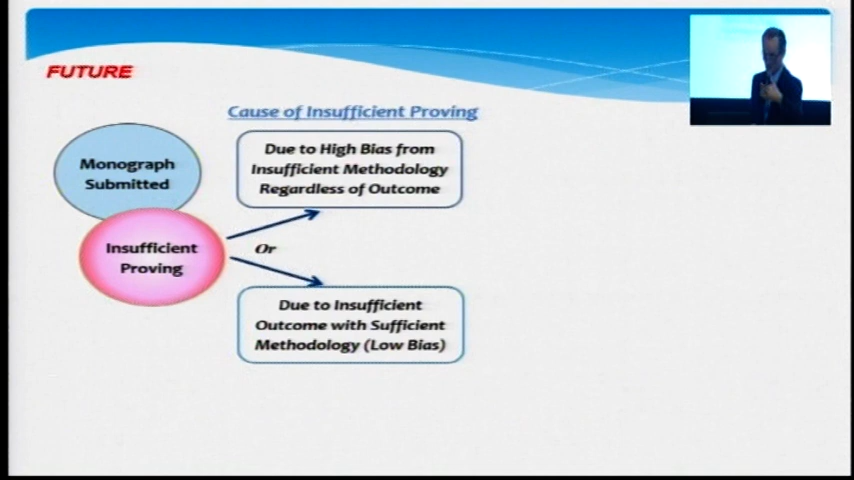 FUTURE
Cause of Insufficient Proving
Monograph
Submitted
Due to High Bias from
Insufficient Methodology
Regardless of Outcome
Insufficient
Proving
Or
Due to Insufficient
Outcome with Sufficient
Methodology (Low Bias)